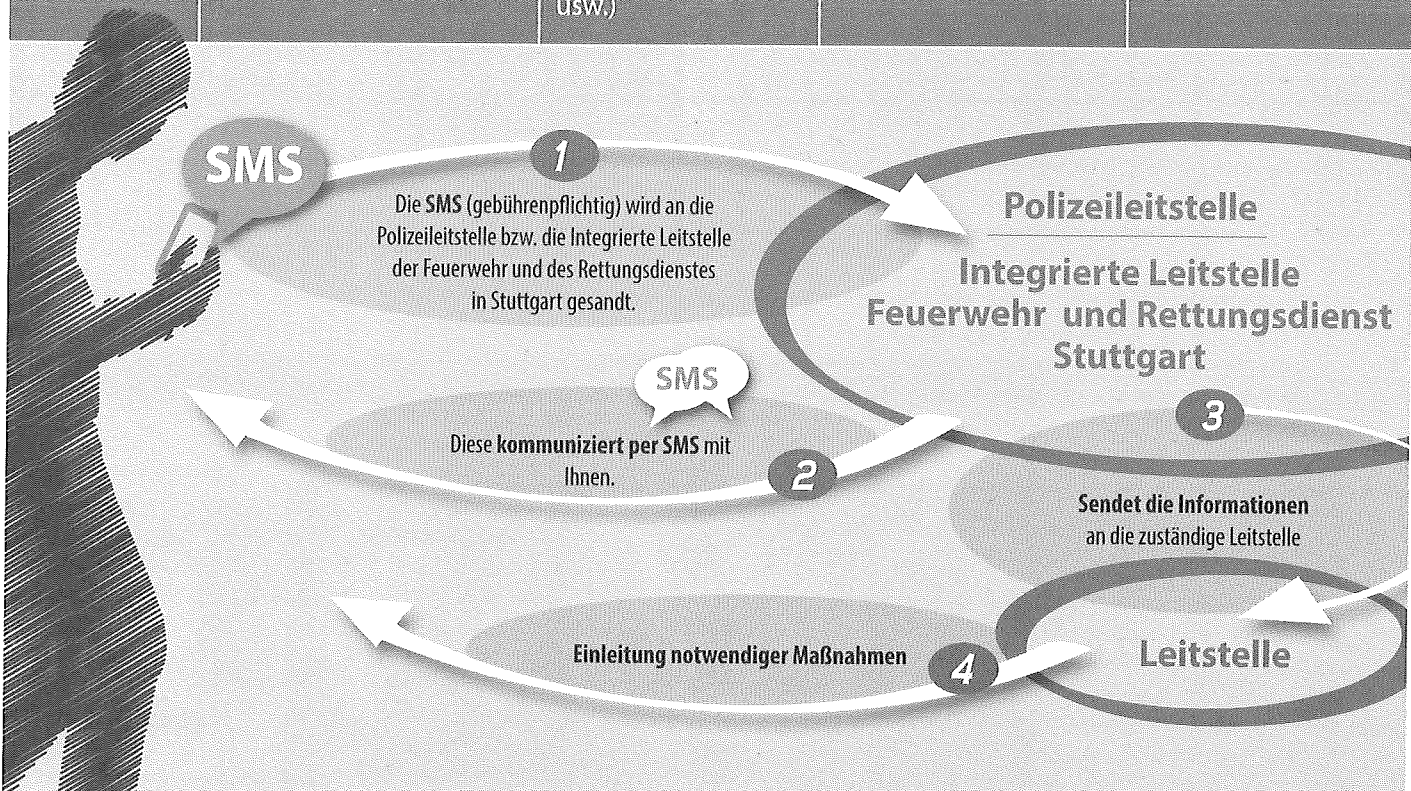 usw.)
SMS
1
Die SMS (gebührenpflichtig) wird an die
Polizeileitstelle bzw. die Integrierte Leitstelle
der Feuerwehr und des Rettungsdienstes
in Stuttgart gesandt.
Polizeileitstelle
Integrierte Leitstelle
Feuerwehr und Rettungsdienst
Stuttgart
SMS
Diese kommuniziert per SMS mit
Ihnen.
2
3
Sendet die Informationen
an die zuständige Leitstelle
Einleitung notwendiger Maßnahmen
4
Leitstelle